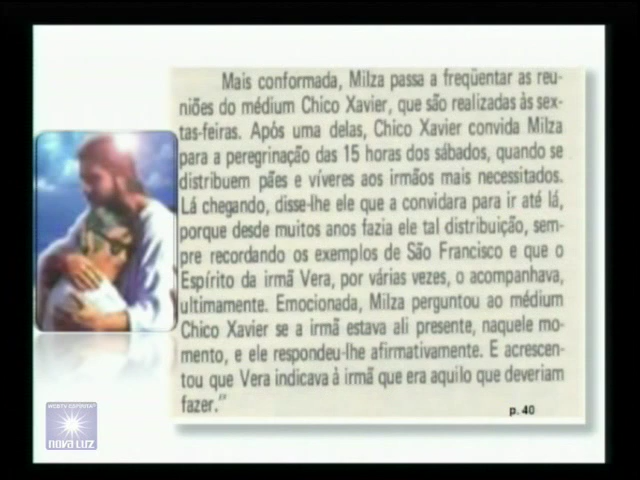 Mais conformada, Milza passa a freqüentar as reu-
niões do médium Chico Xavier, que são realizadas às sex-
tas-feiras. Após uma delas, Chico Xavier convida Milza
para a peregrinação das 15 horas dos sábados, quando se
distribuem pães e víveres aos irmãos mais necessitados.
Lá chegando, disse-lhe ele que a convidara para ir até lá,
porque desde muitos anos fazia ele tal distribuição, sem-
pre recordando os exemplos de São Francisco e que o
Espírito da irmã Vera, por várias vezes, o acompanhava,
ultimamente. Emocionada, Milza perguntou ao médium
Chico Xavier se a irmã estava ali presente, naquele mo-
mento, e ele respondeu-lhe afirmativamente. E acrescen-
tou que Vera indicava à irmã que era aquilo que deveriam
fazer."
p. 40
NOVA LUZ